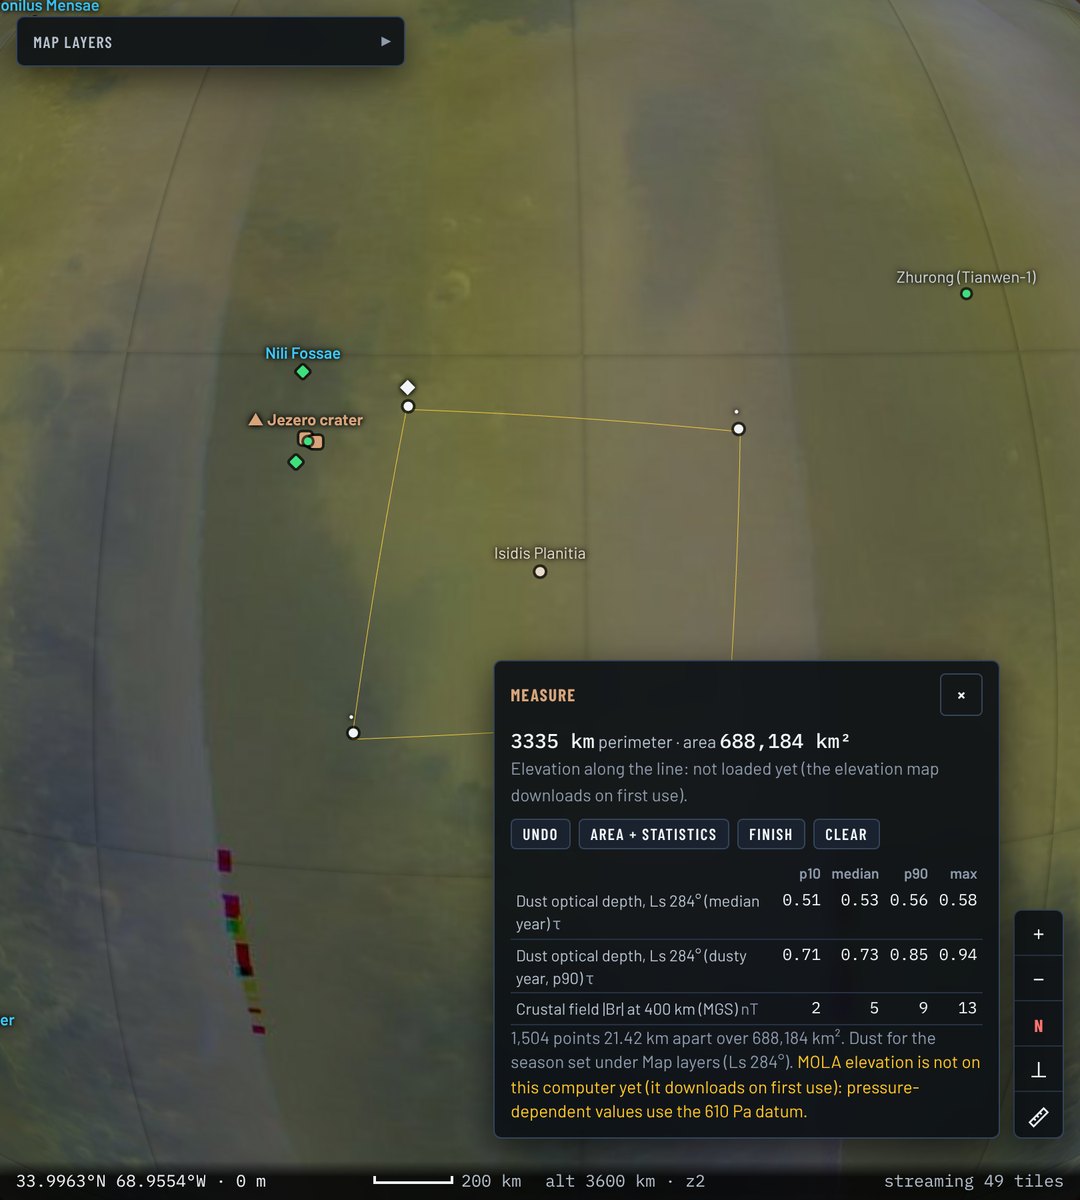 onilus Mensae
MAP LAYERS
Zhurong (Tianwen-1)
Nili Fossae
Jezero crater
Isidis Planitia
MEASURE
×
3335 km perimeter · area 688,184 km²
Elevation along the line: not loaded yet (the elevation map
downloads on first use).
UNDO AREA + STATISTICS FINISH CLEAR
p10 median p90 max
Dust optical depth, Ls 284° (median 0.51 0.53 0.56 0.58
year) τ
Dust optical depth, Ls 284° (dusty 0.71 0.73 0.85 0.94
year, p90) τ
Crustal field |Br| at 400 km (MGS) nT 2 5 9 13
1,504 points 21.42 km apart over 688,184 km². Dust for the
season set under Map layers (Ls 284°). MOLA elevation is not on
this computer yet (it downloads on first use): pressure-
dependent values use the 610 Pa datum.
+
−
N
er
33.9963°N 68.9554°W · 0 m 200 km alt 3600 km · z2 streaming 49 tiles